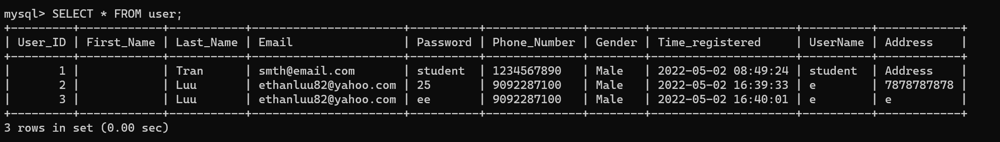 mysql> SELECT * FROM user;
+---------+------------+-----------+----------------------+----------+--------------+--------+---------------------+----------+------------+
| User_ID | First_Name | Last_Name | Email                | Password | Phone_Number | Gender | Time_registered     | UserName | Address    |
+---------+------------+-----------+----------------------+----------+--------------+--------+---------------------+----------+------------+
|       1 |            | Tran      | smth@email.com       | student  | 1234567890   | Male   | 2022-05-02 08:49:24 | student  | Address    |
|       2 |            | Luu       | ethanluu82@yahoo.com | 25       | 9092287100   | Male   | 2022-05-02 16:39:33 | e        | 7878787878 |
|       3 |            | Luu       | ethanluu82@yahoo.com | ee       | 9092287100   | Male   | 2022-05-02 16:40:01 | e        | e          |
+---------+------------+-----------+----------------------+----------+--------------+--------+---------------------+----------+------------+
3 rows in set (0.00 sec)